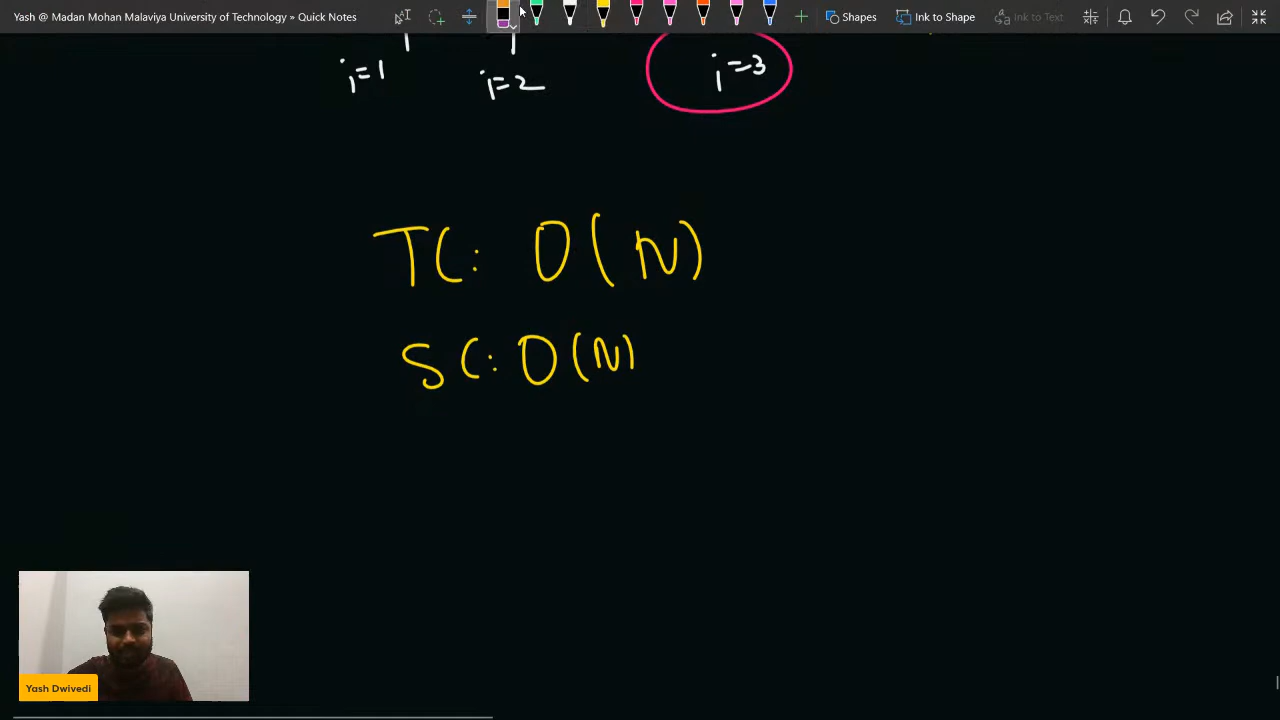 Yash @ Madan Mohan Malaviya University of Technology » Quick Notes
Shapes
Ink to Shape
Ink to Text
i=1
i=2
i=3
TC: O(N)
SC: O(N)
Yash Dwivedi